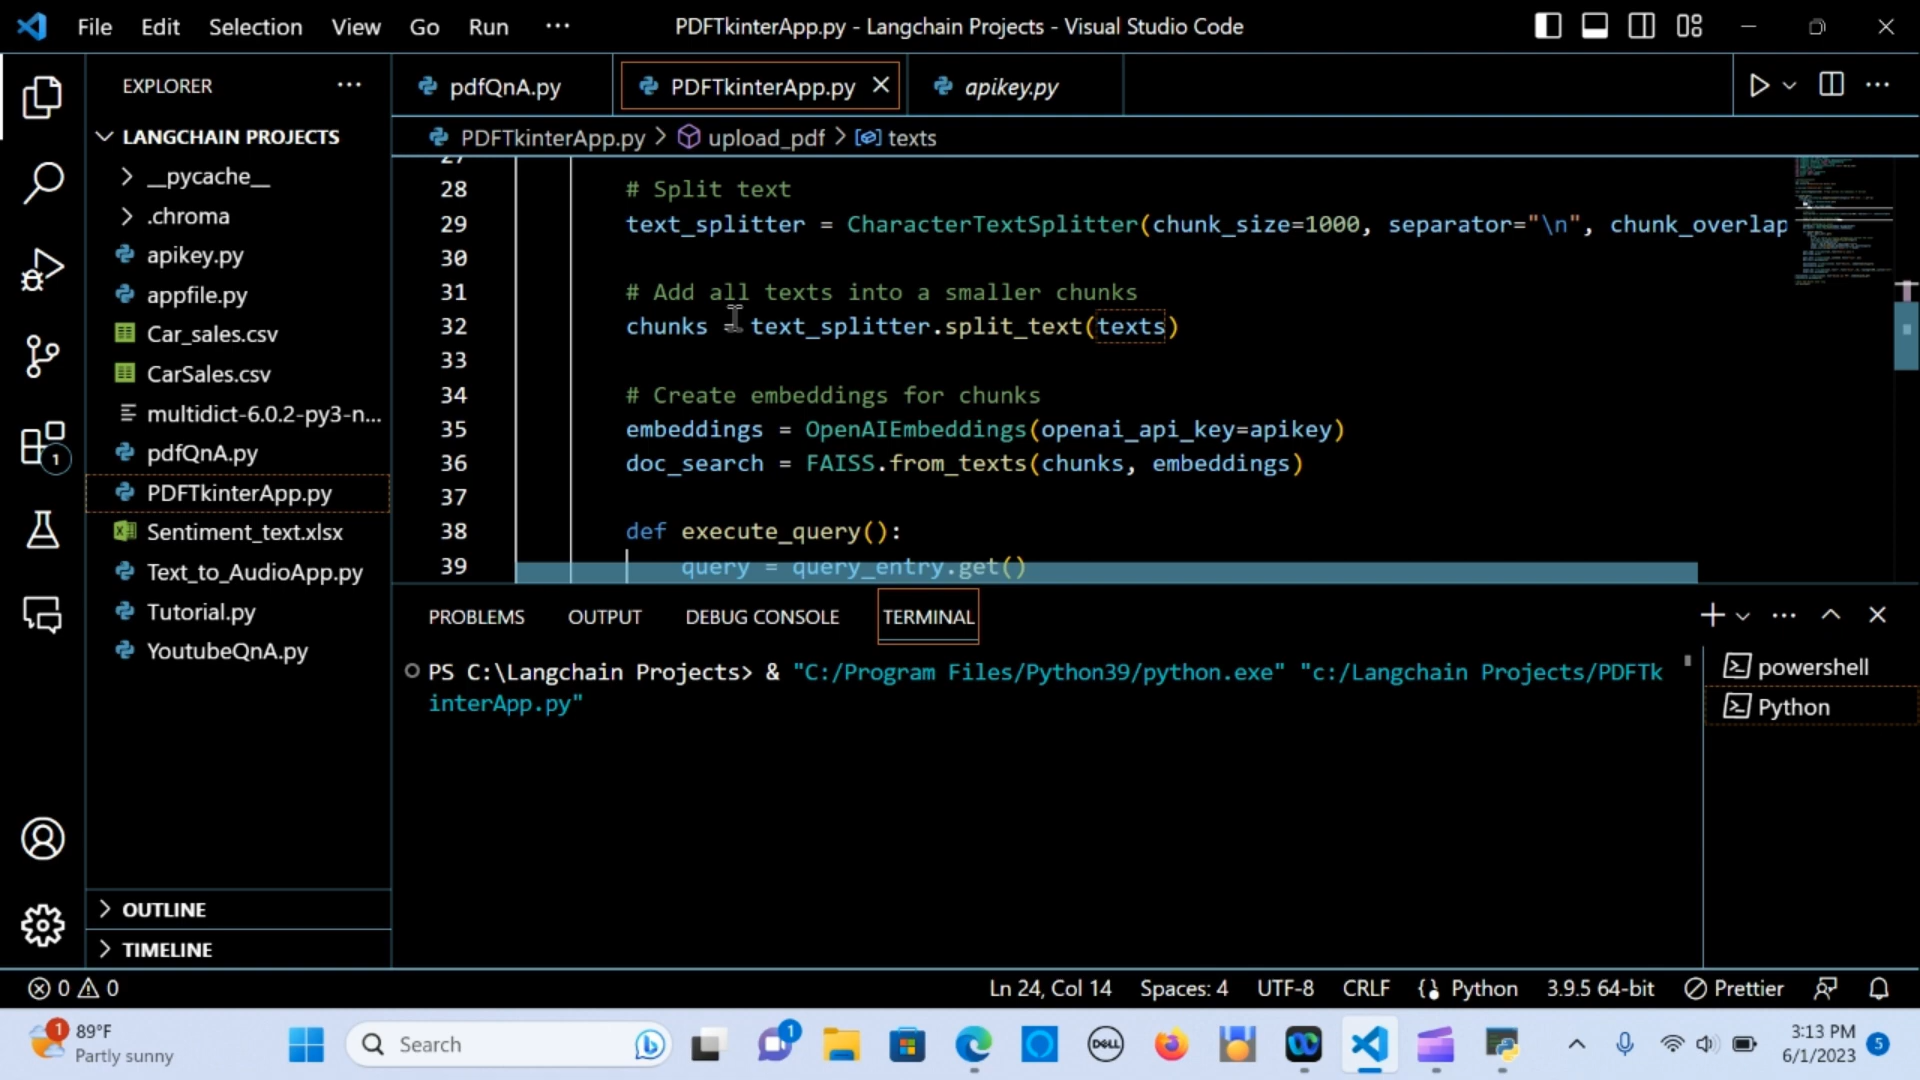 File Edit Selection View Go Run ···
PDFTkinterApp.py - Langchain Projects - Visual Studio Code
EXPLORER
pdfQnA.py
PDFTkinterApp.py
apikey.py
PDFTkinterApp.py > upload_pdf > texts
LANGCHAIN PROJECTS
__pycache__
.chroma
apikey.py
appfile.py
Car_sales.csv
CarSales.csv
multidict-6.0.2-py3-n...
pdfQnA.py
PDFTkinterApp.py
Sentiment_text.xlsx
Text_to_AudioApp.py
Tutorial.py
YoutubeQnA.py
OUTLINE
TIMELINE
1
27
28 # Split text
29 text_splitter = CharacterTextSplitter(chunk_size=1000, separator="\n", chunk_overlap
30
31 # Add all texts into a smaller chunks
32 chunks = text_splitter.split_text(texts)
33
34 # Create embeddings for chunks
35 embeddings = OpenAIEmbeddings(openai_api_key=apikey)
36 doc_search = FAISS.from_texts(chunks, embeddings)
37
38 def execute_query():
39 query = query_entry.get()
PROBLEMS OUTPUT DEBUG CONSOLE TERMINAL
PS C:\Langchain Projects> & "C:/Program Files/Python39/python.exe" "c:/Langchain Projects/PDFTk
interApp.py"
powershell
Python
0 0
Ln 24, Col 14 Spaces: 4 UTF-8 CRLF Python 3.9.5 64-bit Prettier
1
89°F
Partly sunny
Search
1
DELL
3:13 PM
6/1/2023
5